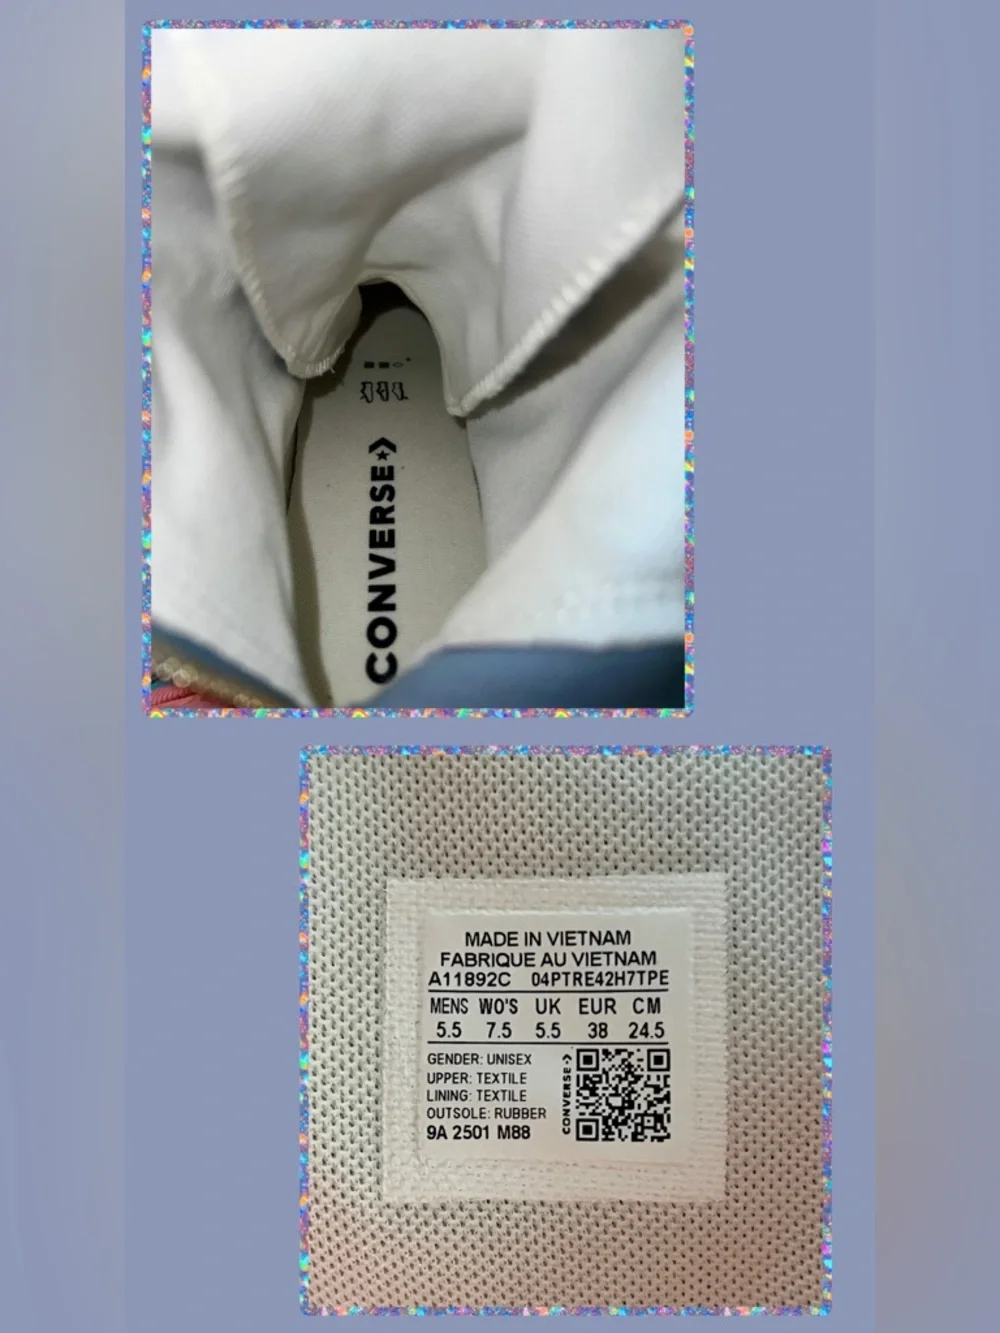 CONVERSE
MADE IN VIETNAM
FABRIQUE AU VIETNAM
A11892C 04PTRE42H7TPE
MENS WO'S UK EUR CM
5.5 7.5 5.5 38 24.5
GENDER: UNISEX
UPPER: TEXTILE
LINING: TEXTILE
OUTSOLE: RUBBER
9A 2501 M88
CONVERSE